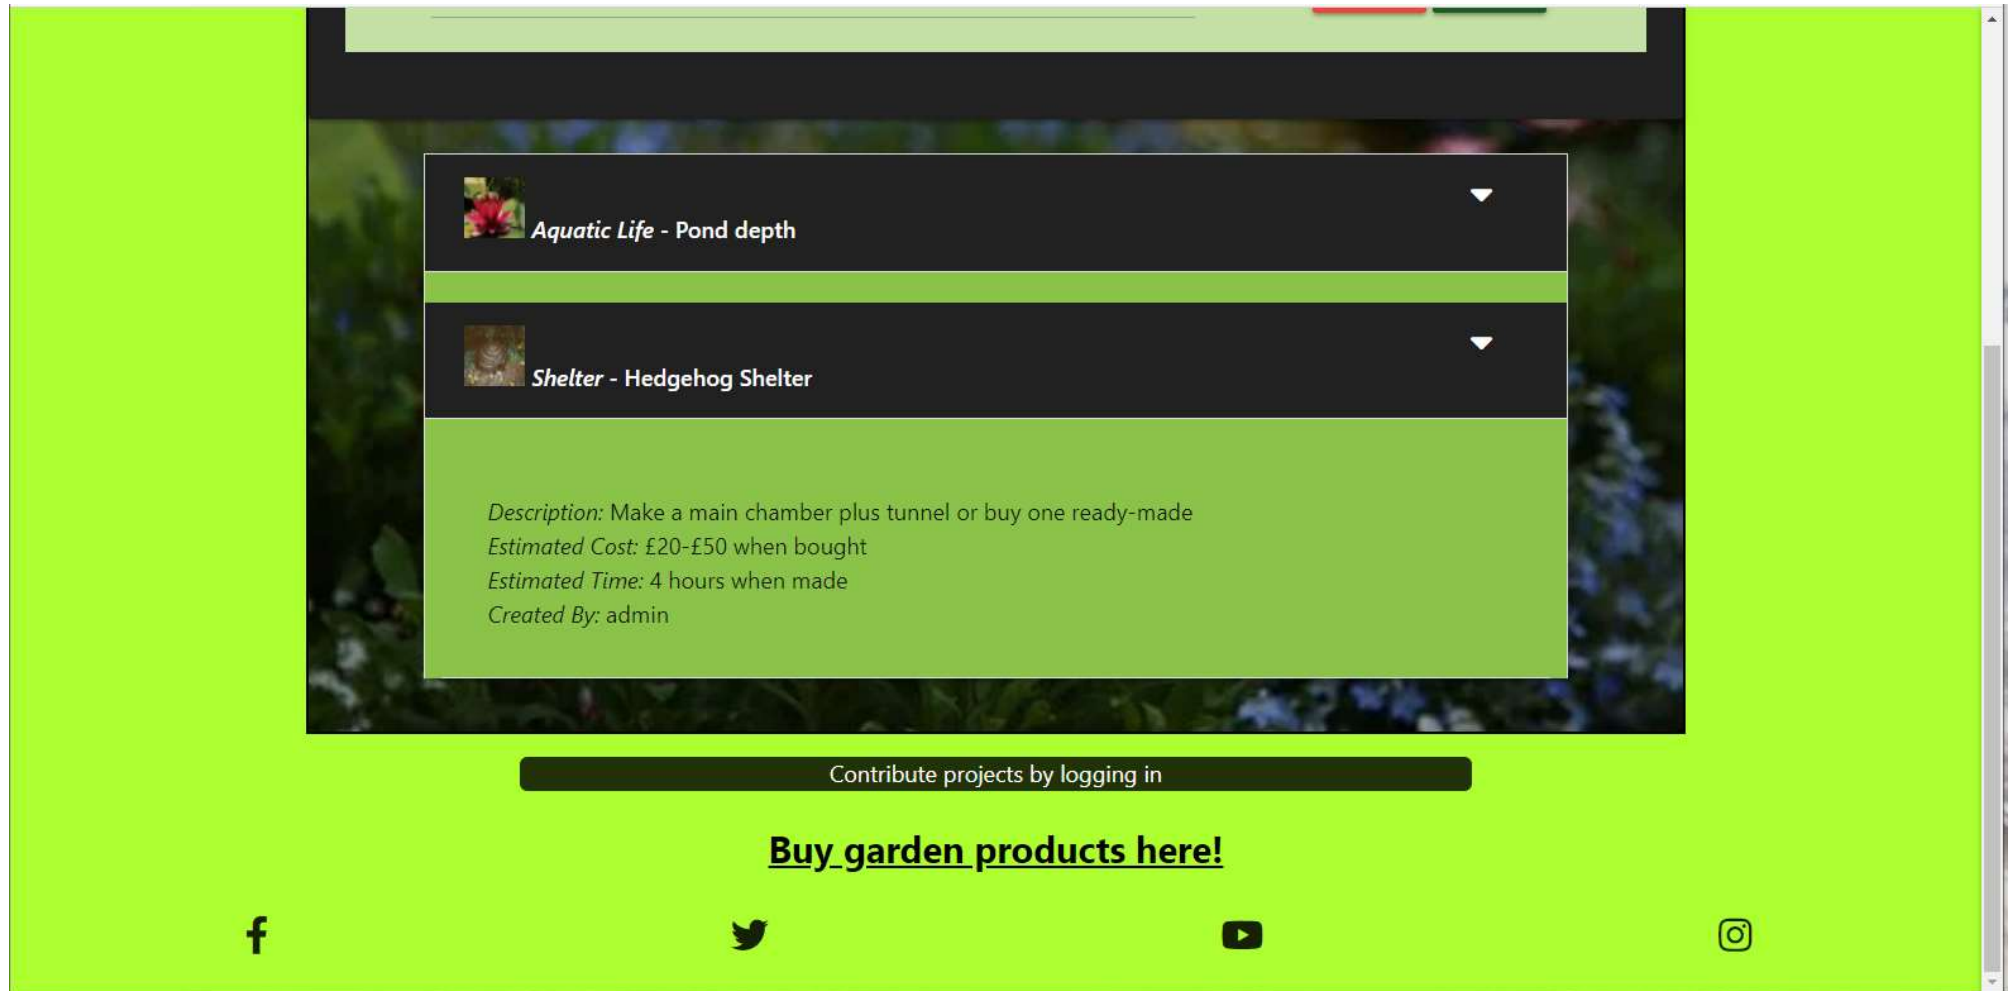 Aquatic Life - Pond depth
Shelter - Hedgehog Shelter
Description: Make a main chamber plus tunnel or buy one ready-made
Estimated Cost: £20-£50 when bought
Estimated Time: 4 hours when made
Created By: admin
Contribute projects by logging in
Buy garden products here!